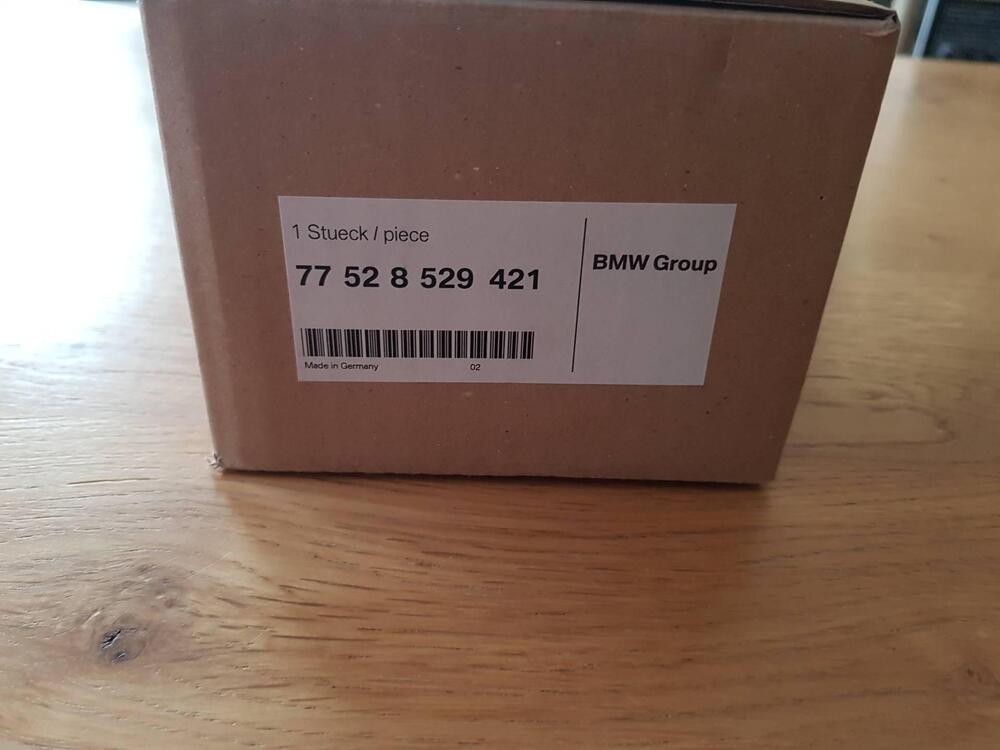 1 Stueck / piece
77 52 8 529 421
Made in Germany 02
BMW Group